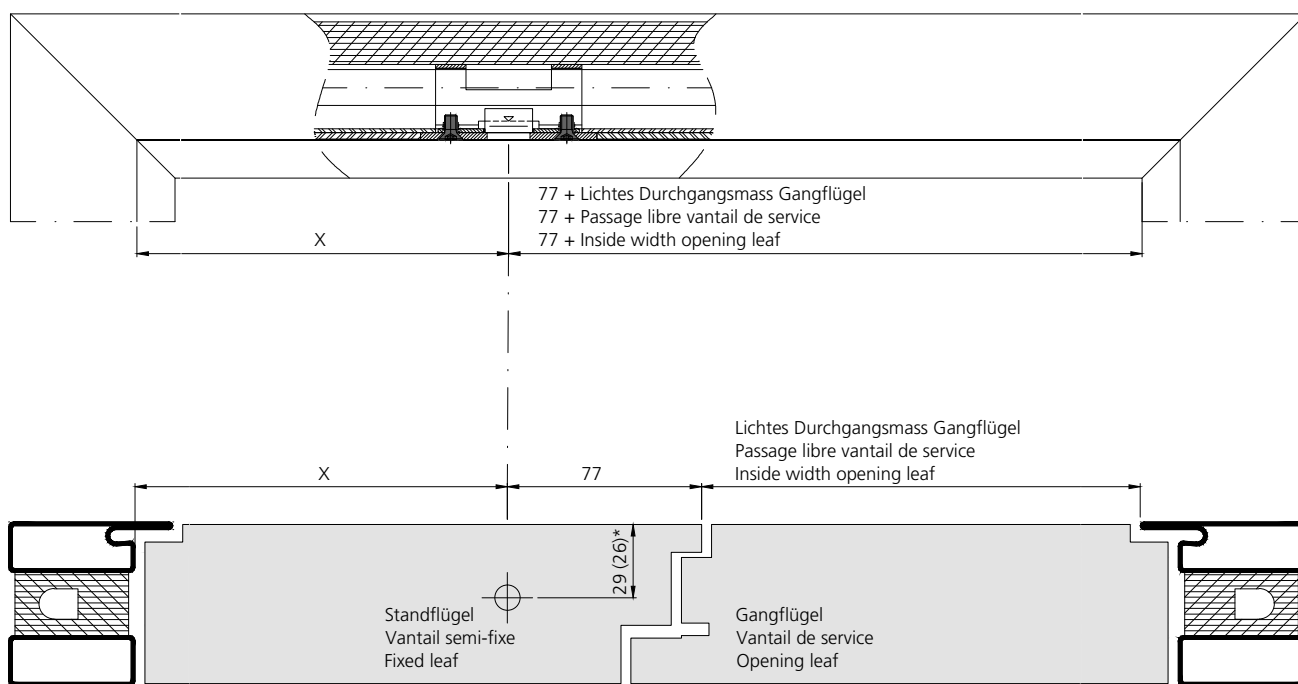 77 + Lichtes Durchgangsmass Gangflügel
77 + Passage libre vantail de service
77 + Inside width opening leaf
X
Lichtes Durchgangsmass Gangflügel
Passage libre vantail de service
Inside width opening leaf
X
77
29 (26)*
Standflügel
Vantail semi-fixe
Fixed leaf
Gangflügel
Vantail de service
Opening leaf